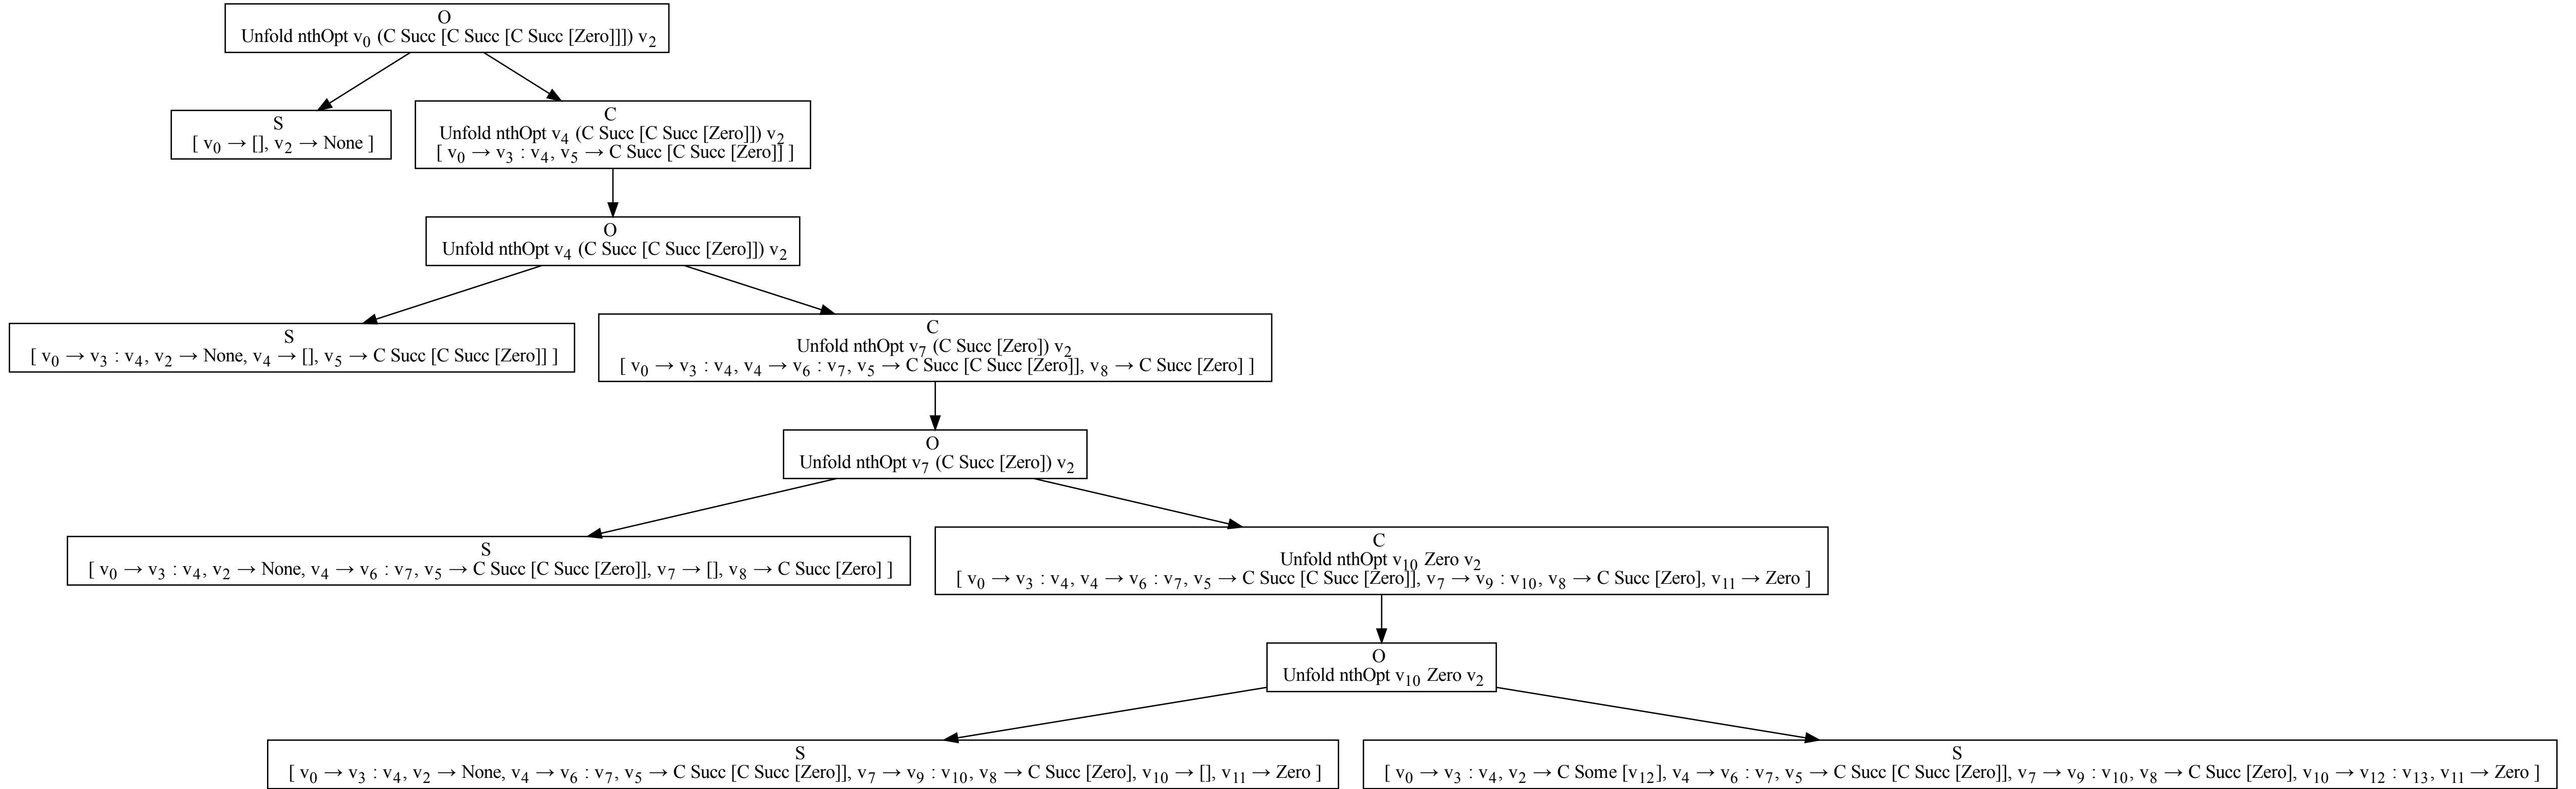 O
Unfold nthOpt v₀ (C Succ [C Succ [C Succ [Zero]]]) v₂
S
[ v₀ → [], v₂ → None ]
C
Unfold nthOpt v₄ (C Succ [C Succ [Zero]]) v₂
[ v₀ → v₃ : v₄, v₅ → C Succ [C Succ [Zero]] ]
O
Unfold nthOpt v₄ (C Succ [C Succ [Zero]]) v₂
S
[ v₀ → v₃ : v₄, v₂ → None, v₄ → [], v₅ → C Succ [C Succ [Zero]] ]
C
Unfold nthOpt v₇ (C Succ [Zero]) v₂
[ v₀ → v₃ : v₄, v₄ → v₆ : v₇, v₅ → C Succ [C Succ [Zero]], v₈ → C Succ [Zero] ]
O
Unfold nthOpt v₇ (C Succ [Zero]) v₂
S
[ v₀ → v₃ : v₄, v₂ → None, v₄ → v₆ : v₇, v₅ → C Succ [C Succ [Zero]], v₇ → [], v₈ → C Succ [Zero] ]
C
Unfold nthOpt v₁₀ Zero v₂
[ v₀ → v₃ : v₄, v₄ → v₆ : v₇, v₅ → C Succ [C Succ [Zero]], v₇ → v₉ : v₁₀, v₈ → C Succ [Zero], v₁₁ → Zero ]
O
Unfold nthOpt v₁₀ Zero v₂
S
[ v₀ → v₃ : v₄, v₂ → None, v₄ → v₆ : v₇, v₅ → C Succ [C Succ [Zero]], v₇ → v₉ : v₁₀, v₈ → C Succ [Zero], v₁₀ → [], v₁₁ → Zero ]
S
[ v₀ → v₃ : v₄, v₂ → C Some [v₁₂], v₄ → v₆ : v₇, v₅ → C Succ [C Succ [Zero]], v₇ → v₉ : v₁₀, v₈ → C Succ [Zero], v₁₀ → v₁₂ : v₁₃, v₁₁ → Zero ]